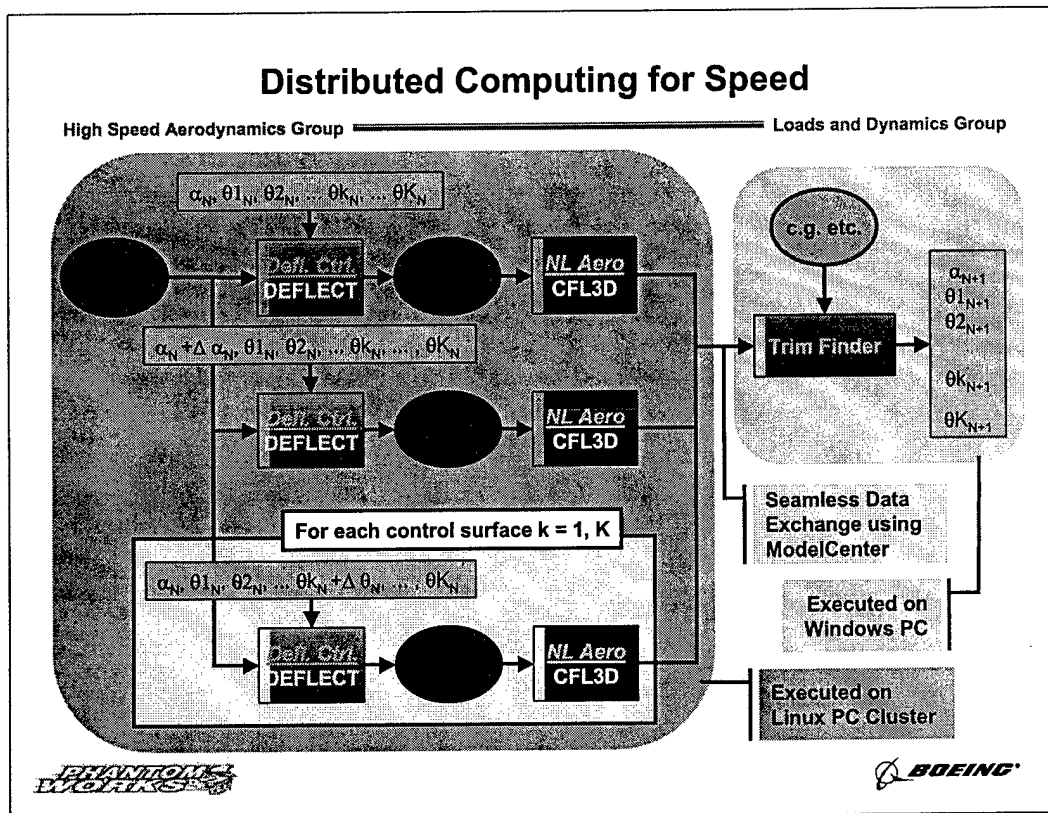 Distributed Computing for Speed
High Speed Aerodynamics Group
Loads and Dynamics Group
α_N, θ1_N, θ2_N, ... θk_N, ... θK_N
Defl. Ctrl.
DEFLECT
NL Aero
CFL3D
α_N +Δ α_N, θ1_N, θ2_N, ... θk_N, ... , θK_N
Defl. Ctrl.
DEFLECT
NL Aero
CFL3D
For each control surface k = 1, K
α_N, θ1_N, θ2_N, ... θk_N +Δ θ_N, ... , θK_N
Defl. Ctrl.
DEFLECT
NL Aero
CFL3D
c.g. etc.
Trim Finder
α_N+1
θ1_N+1
θ2_N+1
θk_N+1
θK_N+1
Seamless Data
Exchange using
ModelCenter
Executed on
Windows PC
Executed on
Linux PC Cluster
PHANTOM
WORKS
BOEING